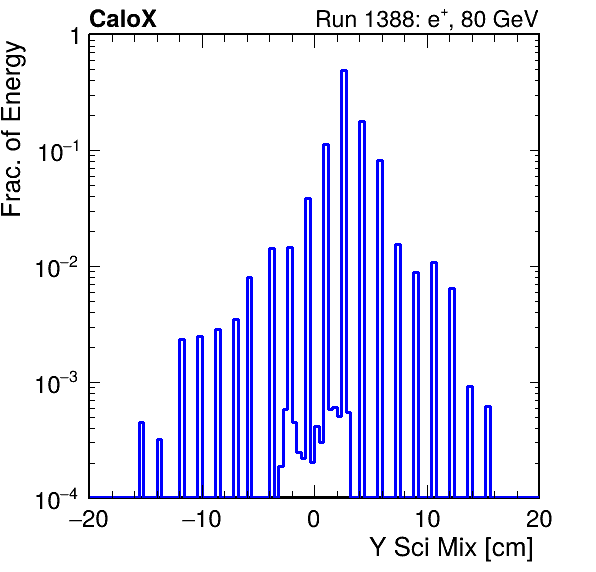 CaloX Run 1388: e⁺, 80 GeV
Frac. of Energy
1
10⁻¹
10⁻²
10⁻³
10⁻⁴
−20 −10 0 10 20
Y Sci Mix [cm]